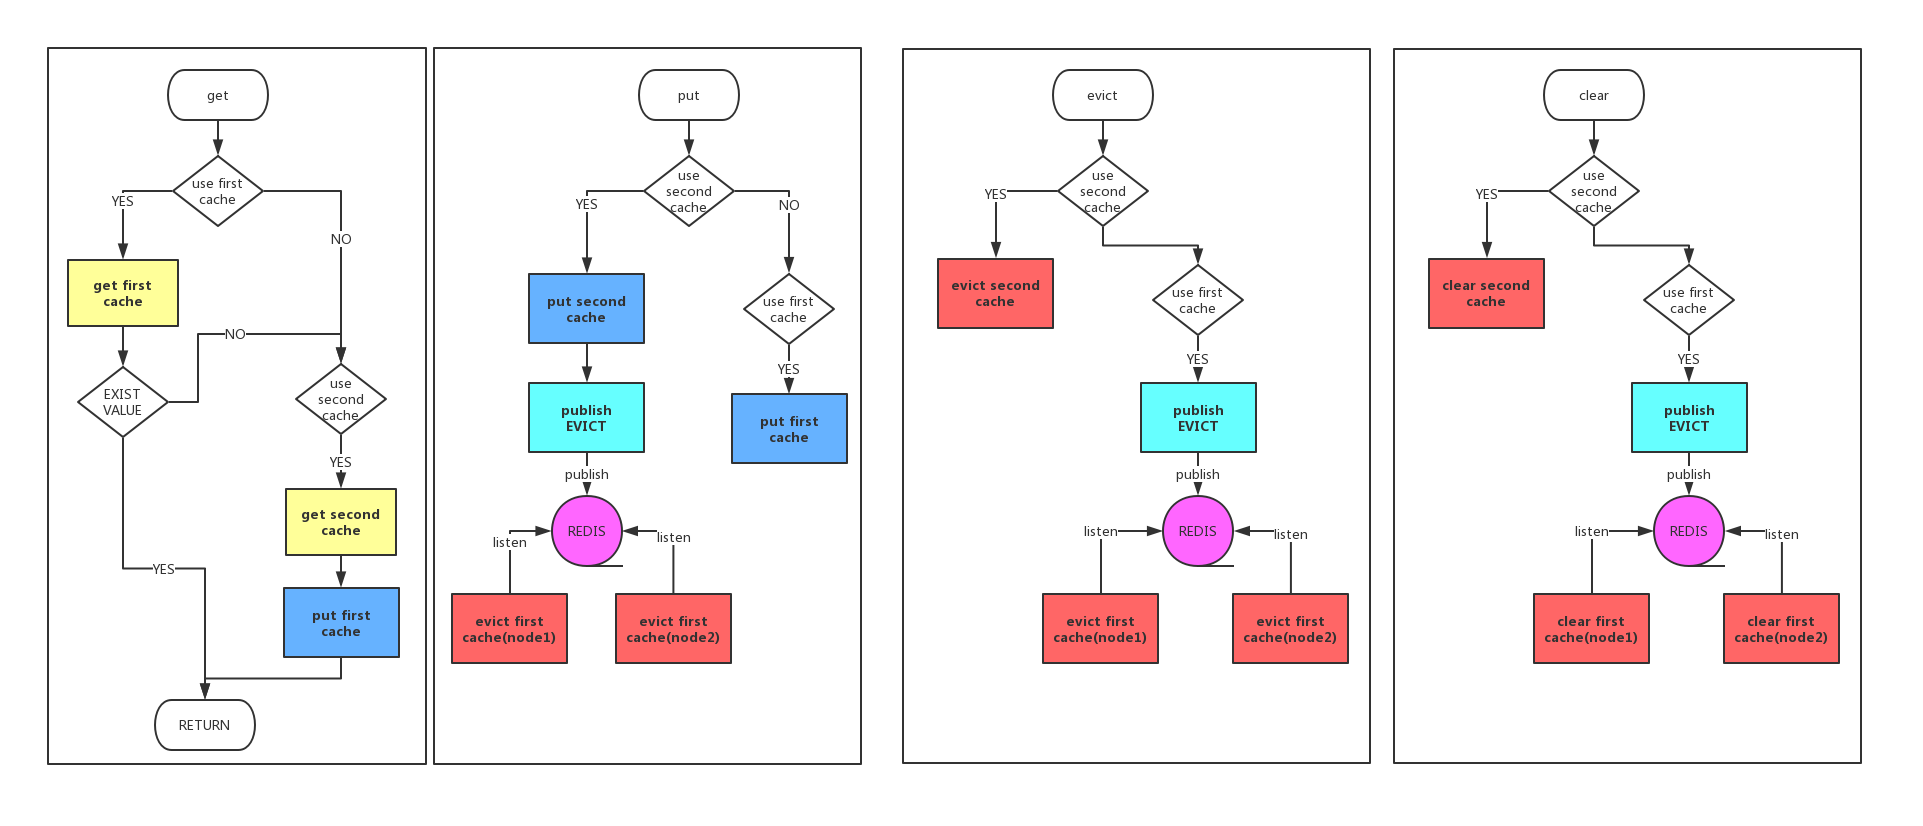 get
use first
cache
YES
NO
get first
cache
NO
EXIST
VALUE
use
second
cache
YES
get second
cache
YES
put first
cache
RETURN
put
use
second
cache
YES
NO
put second
cache
use first
cache
YES
publish
EVICT
put first
cache
publish
REDIS
listen
listen
evict first
cache(node1)
evict first
cache(node2)
evict
use
second
cache
YES
evict second
cache
use first
cache
YES
publish
EVICT
publish
listen
REDIS
listen
evict first
cache(node1)
evict first
cache(node2)
clear
use
second
cache
YES
clear second
cache
use first
cache
YES
publish
EVICT
publish
listen
REDIS
listen
clear first
cache(node1)
clear first
cache(node2)